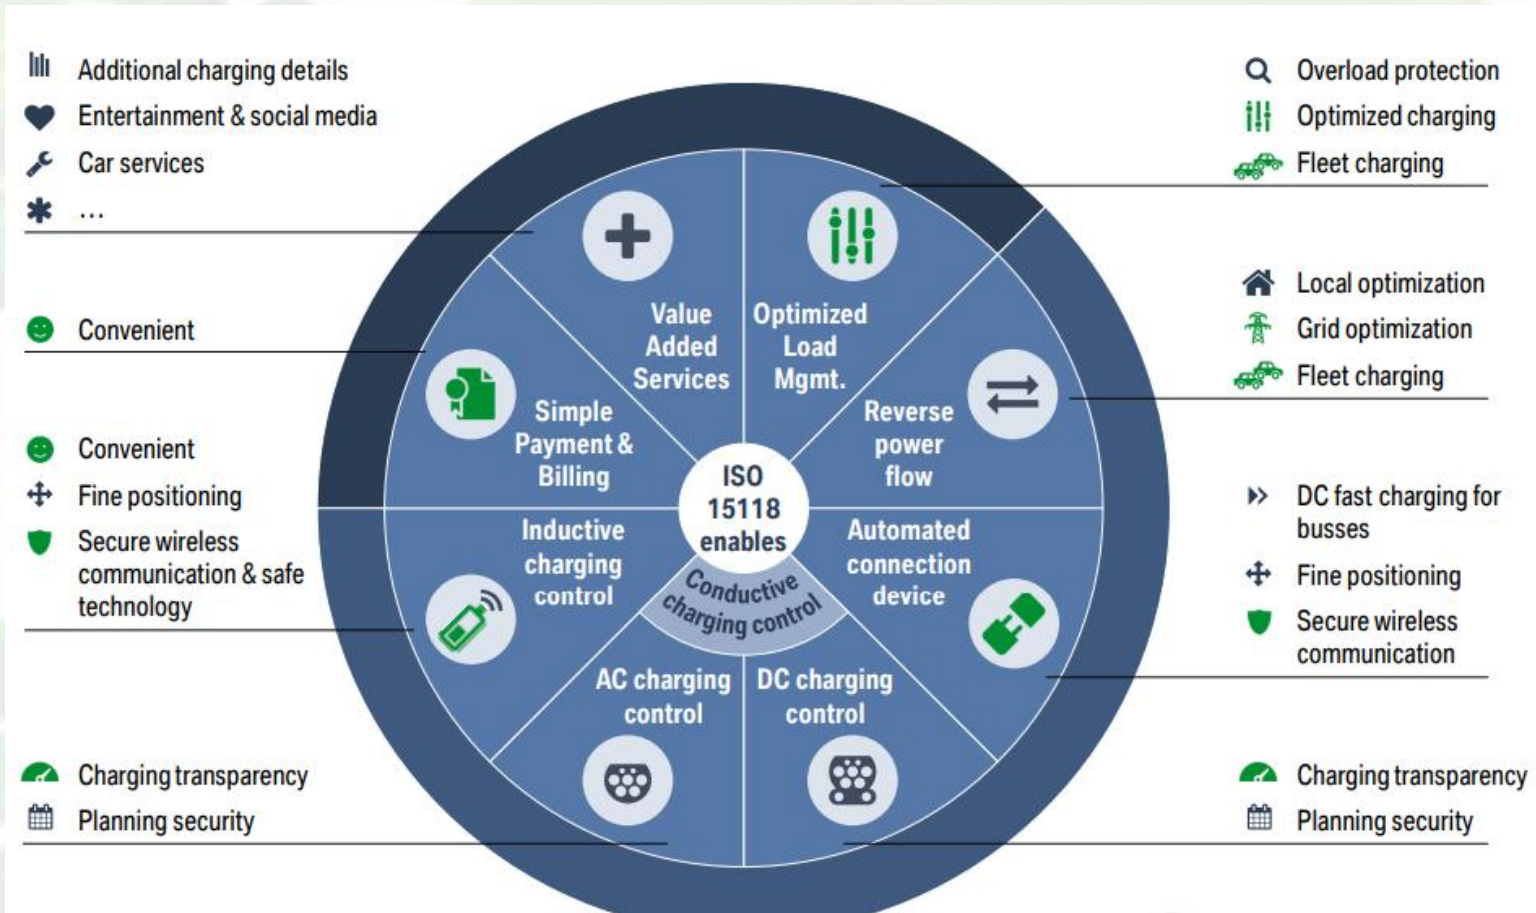 Additional charging details
Entertainment & social media
Car services
...
Convenient
Convenient
Fine positioning
Secure wireless
communication & safe
technology
Charging transparency
Planning security
Value
Added
Services
Optimized
Load
Mgmt.
Simple
Payment &
Billing
Reverse
power
flow
ISO
15118
enables
Inductive
charging
control
Automated
connection
device
Conductive
charging control
AC charging
control
DC charging
control
Overload protection
Optimized charging
Fleet charging
Local optimization
Grid optimization
Fleet charging
DC fast charging for
busses
Fine positioning
Secure wireless
communication
Charging transparency
Planning security